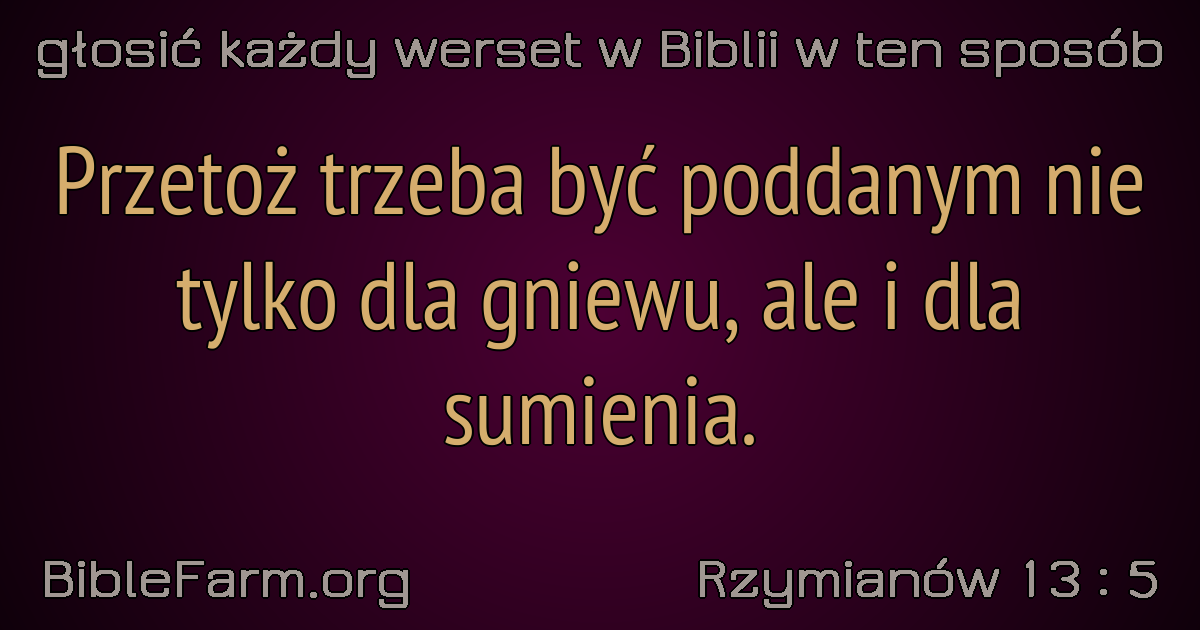 głosić każdy werset w Biblii w ten sposób
Przetoż trzeba być poddanym nie
tylko dla gniewu, ale i dla
sumienia.
BibleFarm.org
Rzymianów 13 : 5